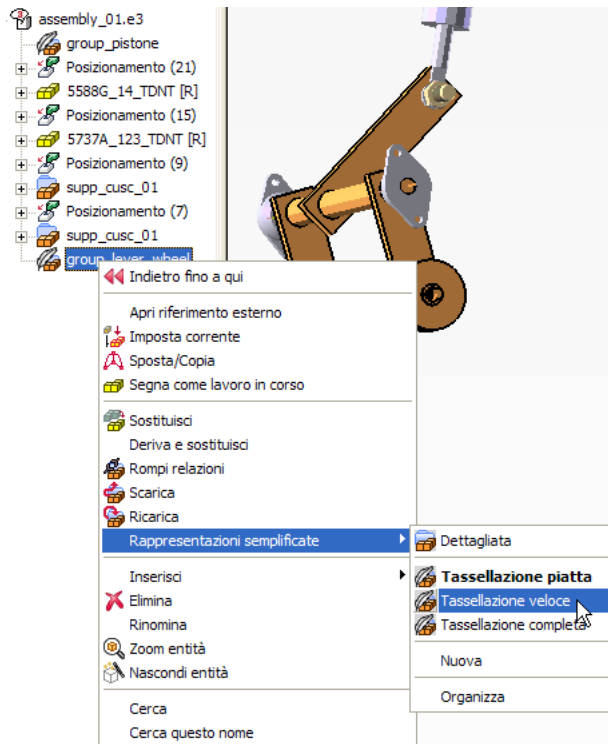 assembly_01.e3
group_pistone
Posizionamento (21)
5588G_14_TDNT [R]
Posizionamento (15)
5737A_123_TDNT [R]
Posizionamento (9)
supp_cusc_01
Posizionamento (7)
supp_cusc_01
group_lever_wheel
Indietro fino a qui
Apri riferimento esterno
Imposta corrente
Sposta/Copia
Segna come lavoro in corso
Sostituisci
Deriva e sostituisci
Rompi relazioni
Scarica
Ricarica
Rappresentazioni semplificate
Dettagliata
Tassellazione piatta
Tassellazione veloce
Tassellazione completa
Nuova
Organizza
Inserisci
Elimina
Rinomina
Zoom entità
Nascondi entità
Cerca
Cerca questo nome